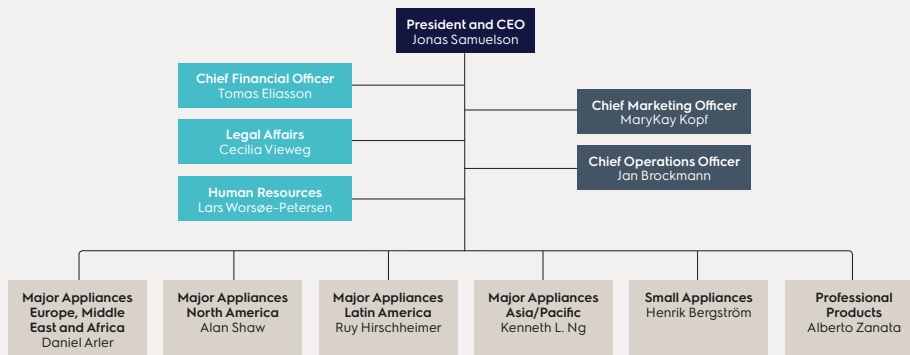 President and CEO
Jonas Samuelson
Chief Financial Officer
Tomas Eliasson
Chief Marketing Officer
MaryKay Kopf
Legal Affairs
Cecilia Vieweg
Chief Operations Officer
Jan Brockmann
Human Resources
Lars Worsøe-Petersen
Major Appliances
Europe, Middle
East and Africa
Daniel Arler
Major Appliances
North America
Alan Shaw
Major Appliances
Latin America
Ruy Hirschheimer
Major Appliances
Asia/Pacific
Kenneth L. Ng
Small Appliances
Henrik Bergström
Professional
Products
Alberto Zanata